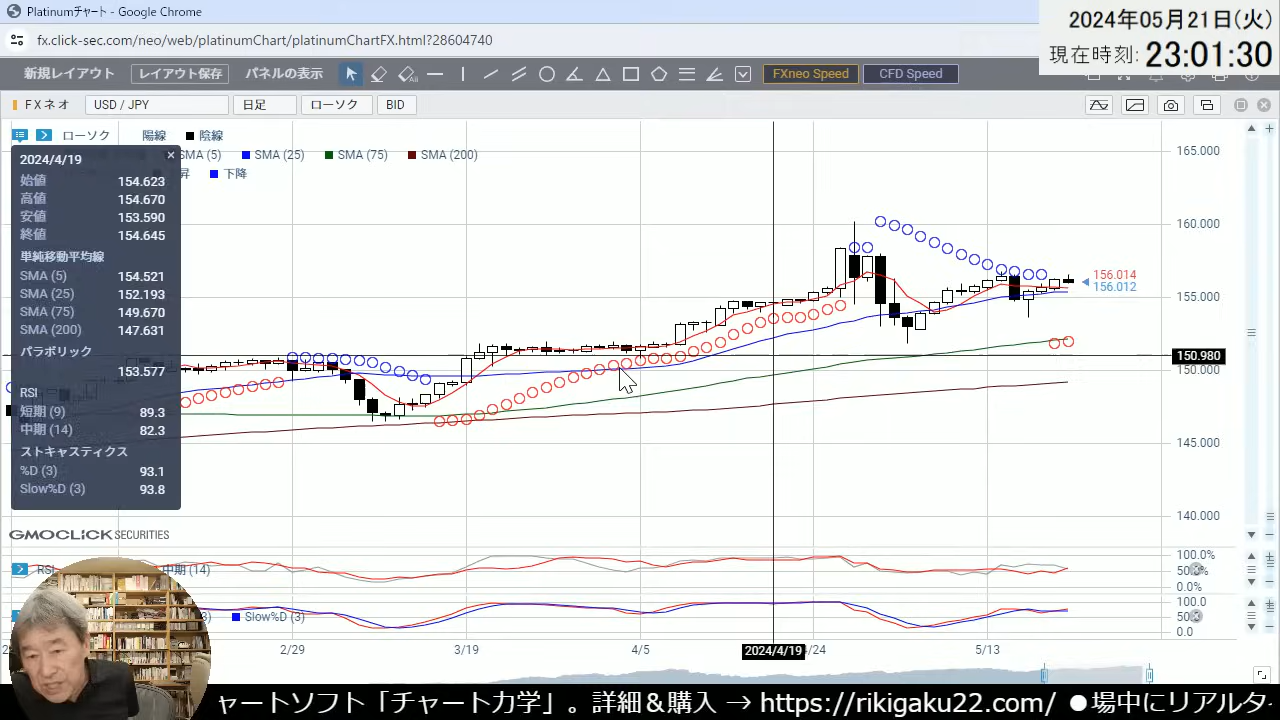 Platinumチャート - Google Chrome
fx.click-sec.com/neo/web/platinumChart/platinumChartFX.html?28604740
2024年05月21日(火)
現在時刻: 23:01:30
新規レイアウト レイアウト保存 パネルの表示 All FXneo Speed CFD Speed
FXネオ USD / JPY 日足 ローソク BID
ローソク 陽線 陰線
SMA (5) SMA (25) SMA (75) SMA (200)
昇 下降
2024/4/19 ×
始値 154.623
高値 154.670
安値 153.590
終値 154.645
単純移動平均線
SMA (5) 154.521
SMA (25) 152.193
SMA (75) 149.670
SMA (200) 147.631
パラボリック
153.577
RSI
短期 (9) 89.3
中期 (14) 82.3
ストキャスティクス
%D (3) 93.1
Slow%D (3) 93.8
165.000
160.000
156.014
156.012
155.000
150.980
150.000
145.000
140.000
GMOCLICK SECURITIES
RSI 中期 (14)
100.0%
0.0%
Slow%D (3)
100.0
0.0
2/29 3/19 4/5 2024/4/19 4/24 5/13
ャートソフト「チャート力学」。詳細＆購入 → https://rikigaku22.com/ ●場中にリアルタイ